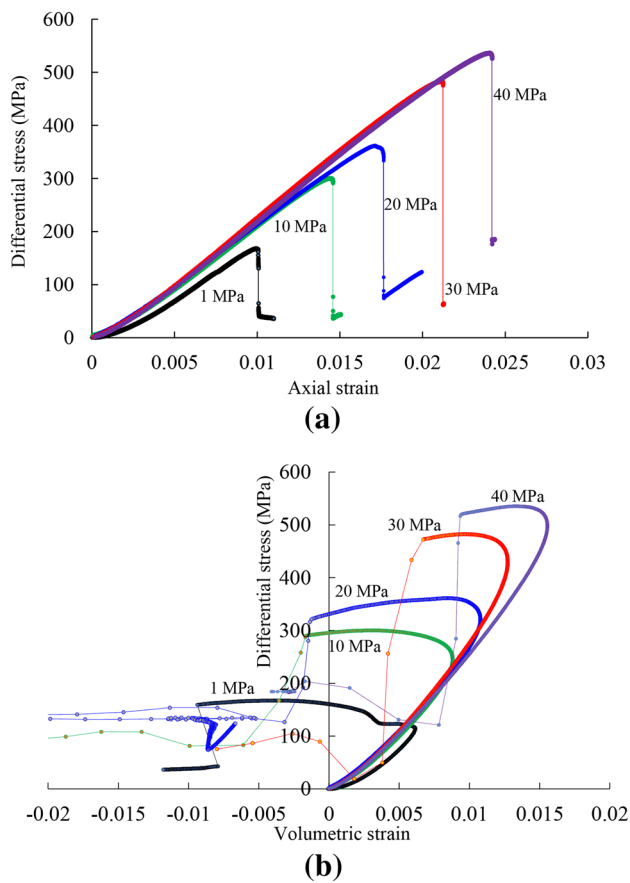 600
500
400
300
200
100
0
Differential stress (MPa)
40 MPa
20 MPa
10 MPa
1 MPa
30 MPa
0 0.005 0.01 0.015 0.02 0.025 0.03
Axial strain
(a)
600
500
400
300
200
100
0
Differential stress (MPa)
40 MPa
30 MPa
20 MPa
10 MPa
1 MPa
-0.02 -0.015 -0.01 -0.005 0 0.005 0.01 0.015 0.02
Volumetric strain
(b)